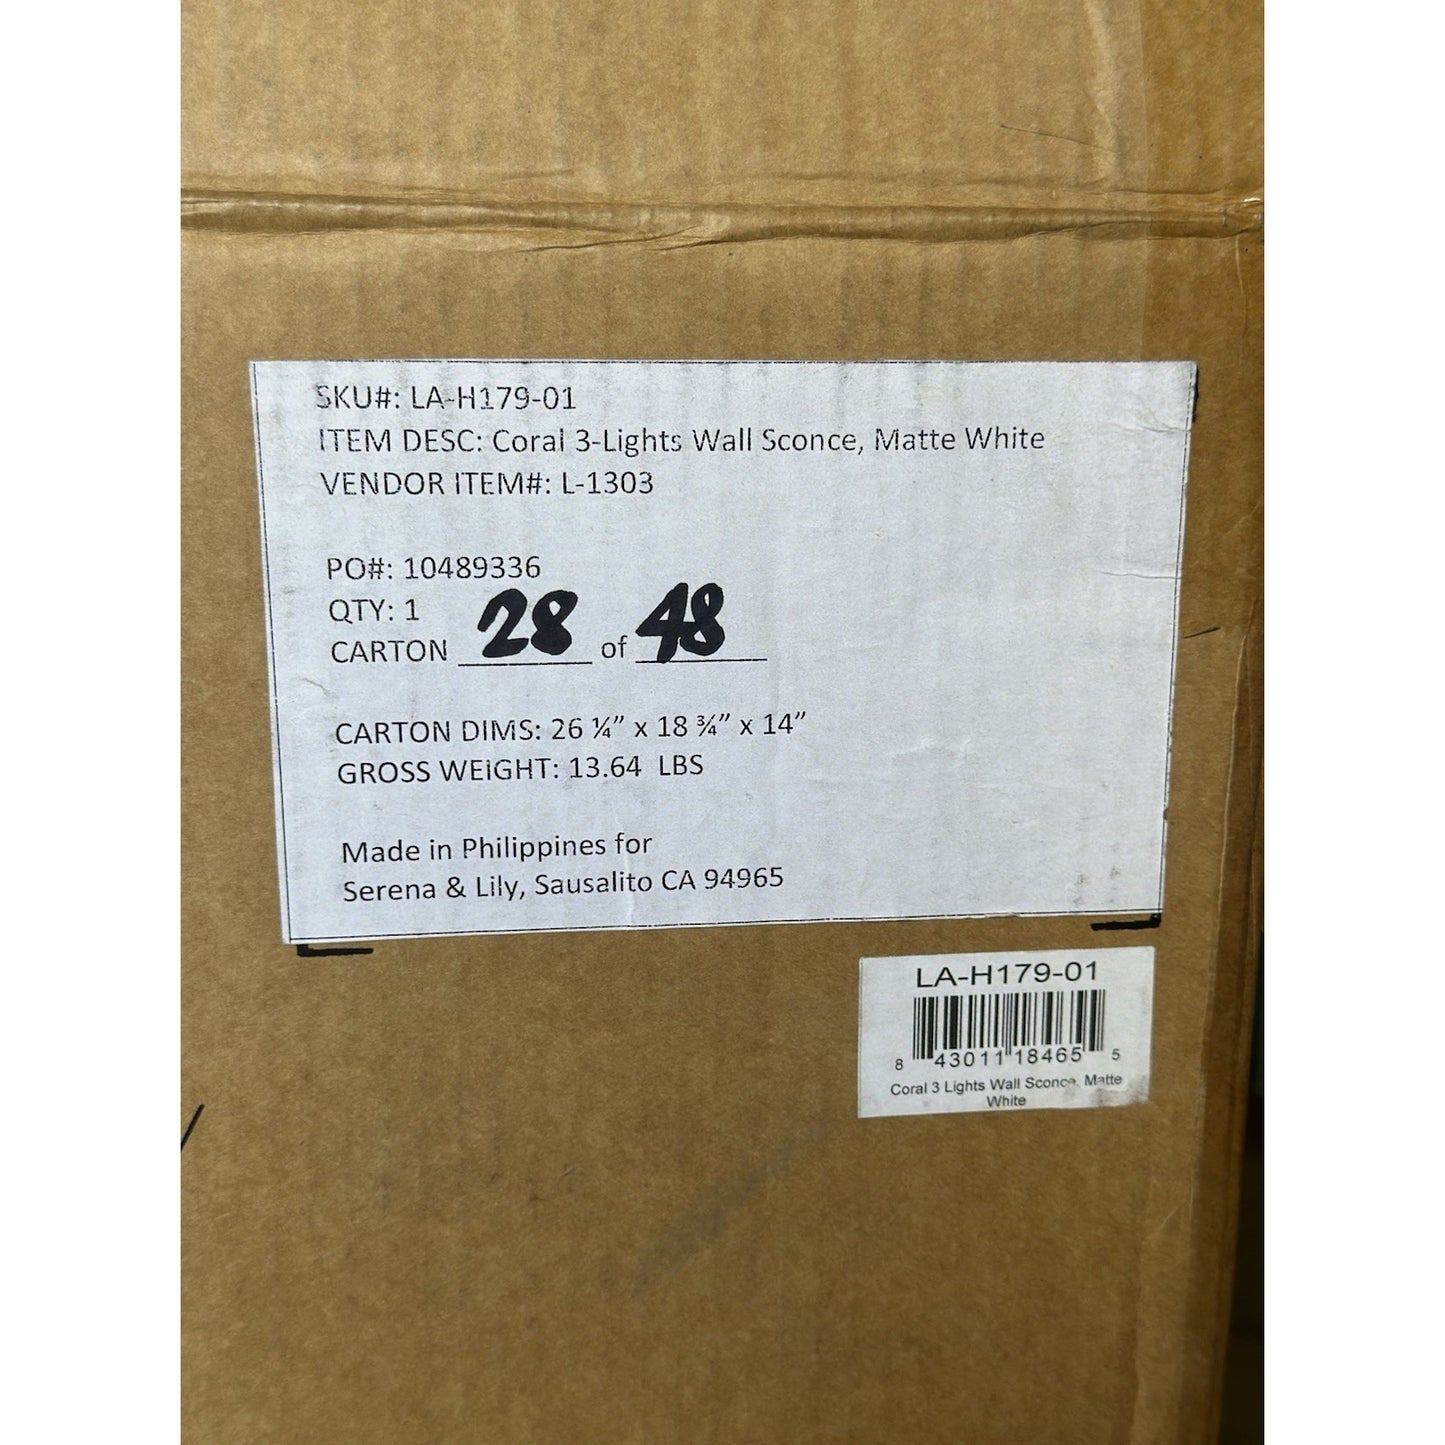 SKU#: LA-H179-01
ITEM DESC: Coral 3-Lights Wall Sconce, Matte White
VENDOR ITEM#: L-1303
PO#: 10489336
QTY: 1
CARTON 28 of 48
CARTON DIMS: 26 ¼” x 18 ¾” x 14”
GROSS WEIGHT: 13.64 LBS
Made in Philippines for
Serena & Lily, Sausalito CA 94965
LA-H179-01
8 43011 18465 5
Coral 3 Lights Wall Sconce, Matte
White